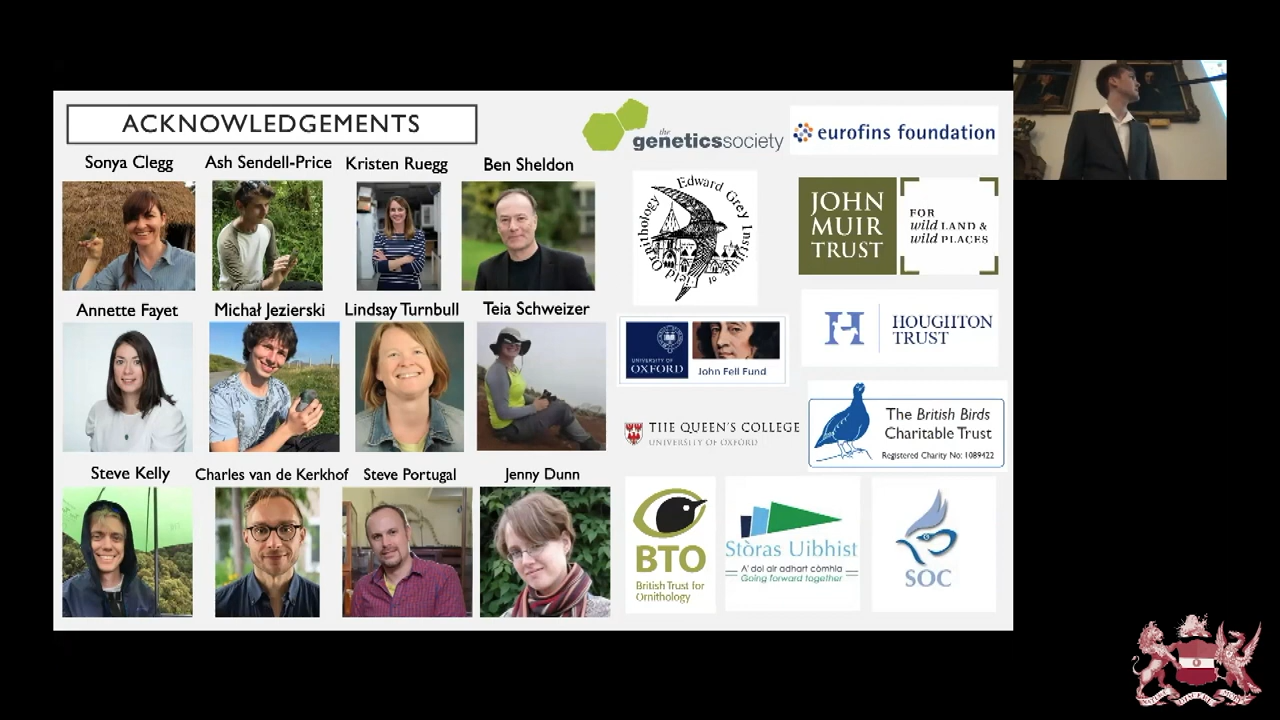 ACKNOWLEDGEMENTS
Sonya Clegg
Ash Sendell-Price
Kristen Ruegg
Ben Sheldon
Annette Fayet
Michał Jezierski
Lindsay Turnbull
Teia Schweizer
Steve Kelly
Charles van de Kerkhof
Steve Portugal
Jenny Dunn
the
geneticssociety
eurofins foundation
Edward Grey Institute of Field Ornithology
JOHN
MUIR
TRUST
FOR
wild LAND &
wild PLACES
UNIVERSITY OF
OXFORD
John Fell Fund
HOUGHTON
TRUST
THE QUEEN'S COLLEGE
UNIVERSITY OF OXFORD
The British Birds
Charitable Trust
Registered Charity No: 1089422
BTO
British Trust for
Ornithology
Stòras Uibhist
A' dol air adhart còmhla
Going forward together
SOC